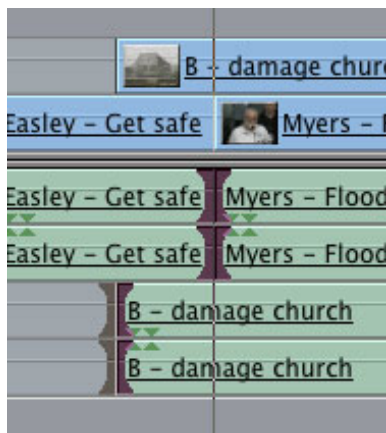 B - damage churc
Easley - Get safe Myers -
Easley - Get safe Myers - Flood
Easley - Get safe Myers - Flood
B - damage church
B - damage church